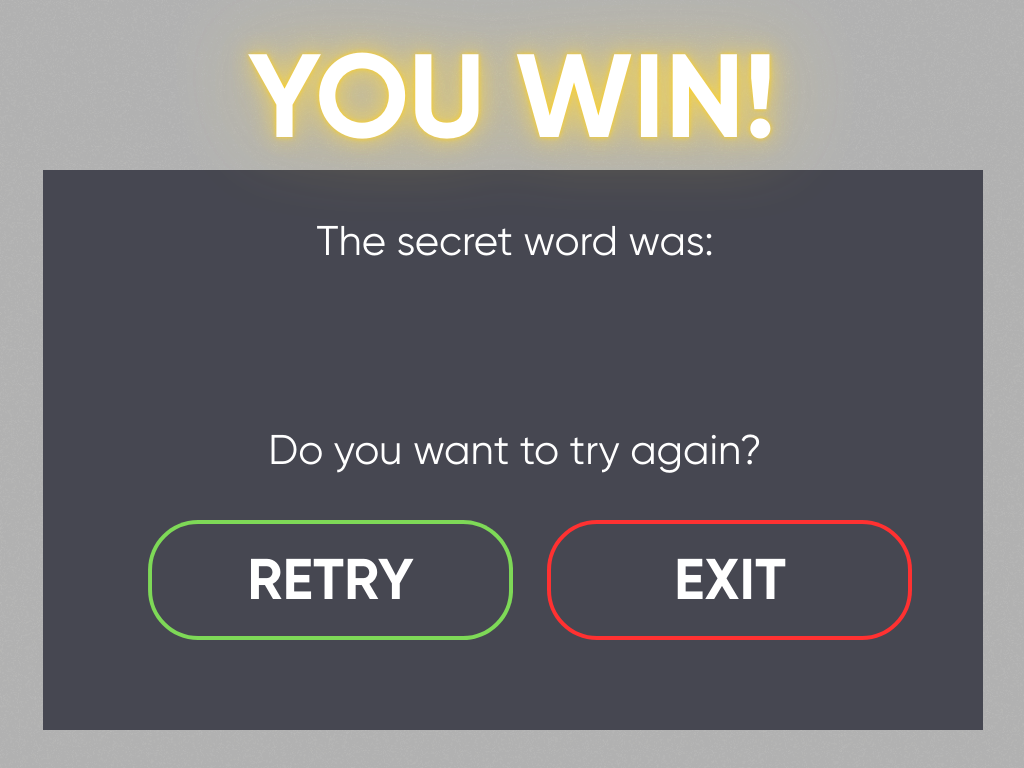 YOU WIN!
The secret word was:
Do you want to try again?
RETRY
EXIT